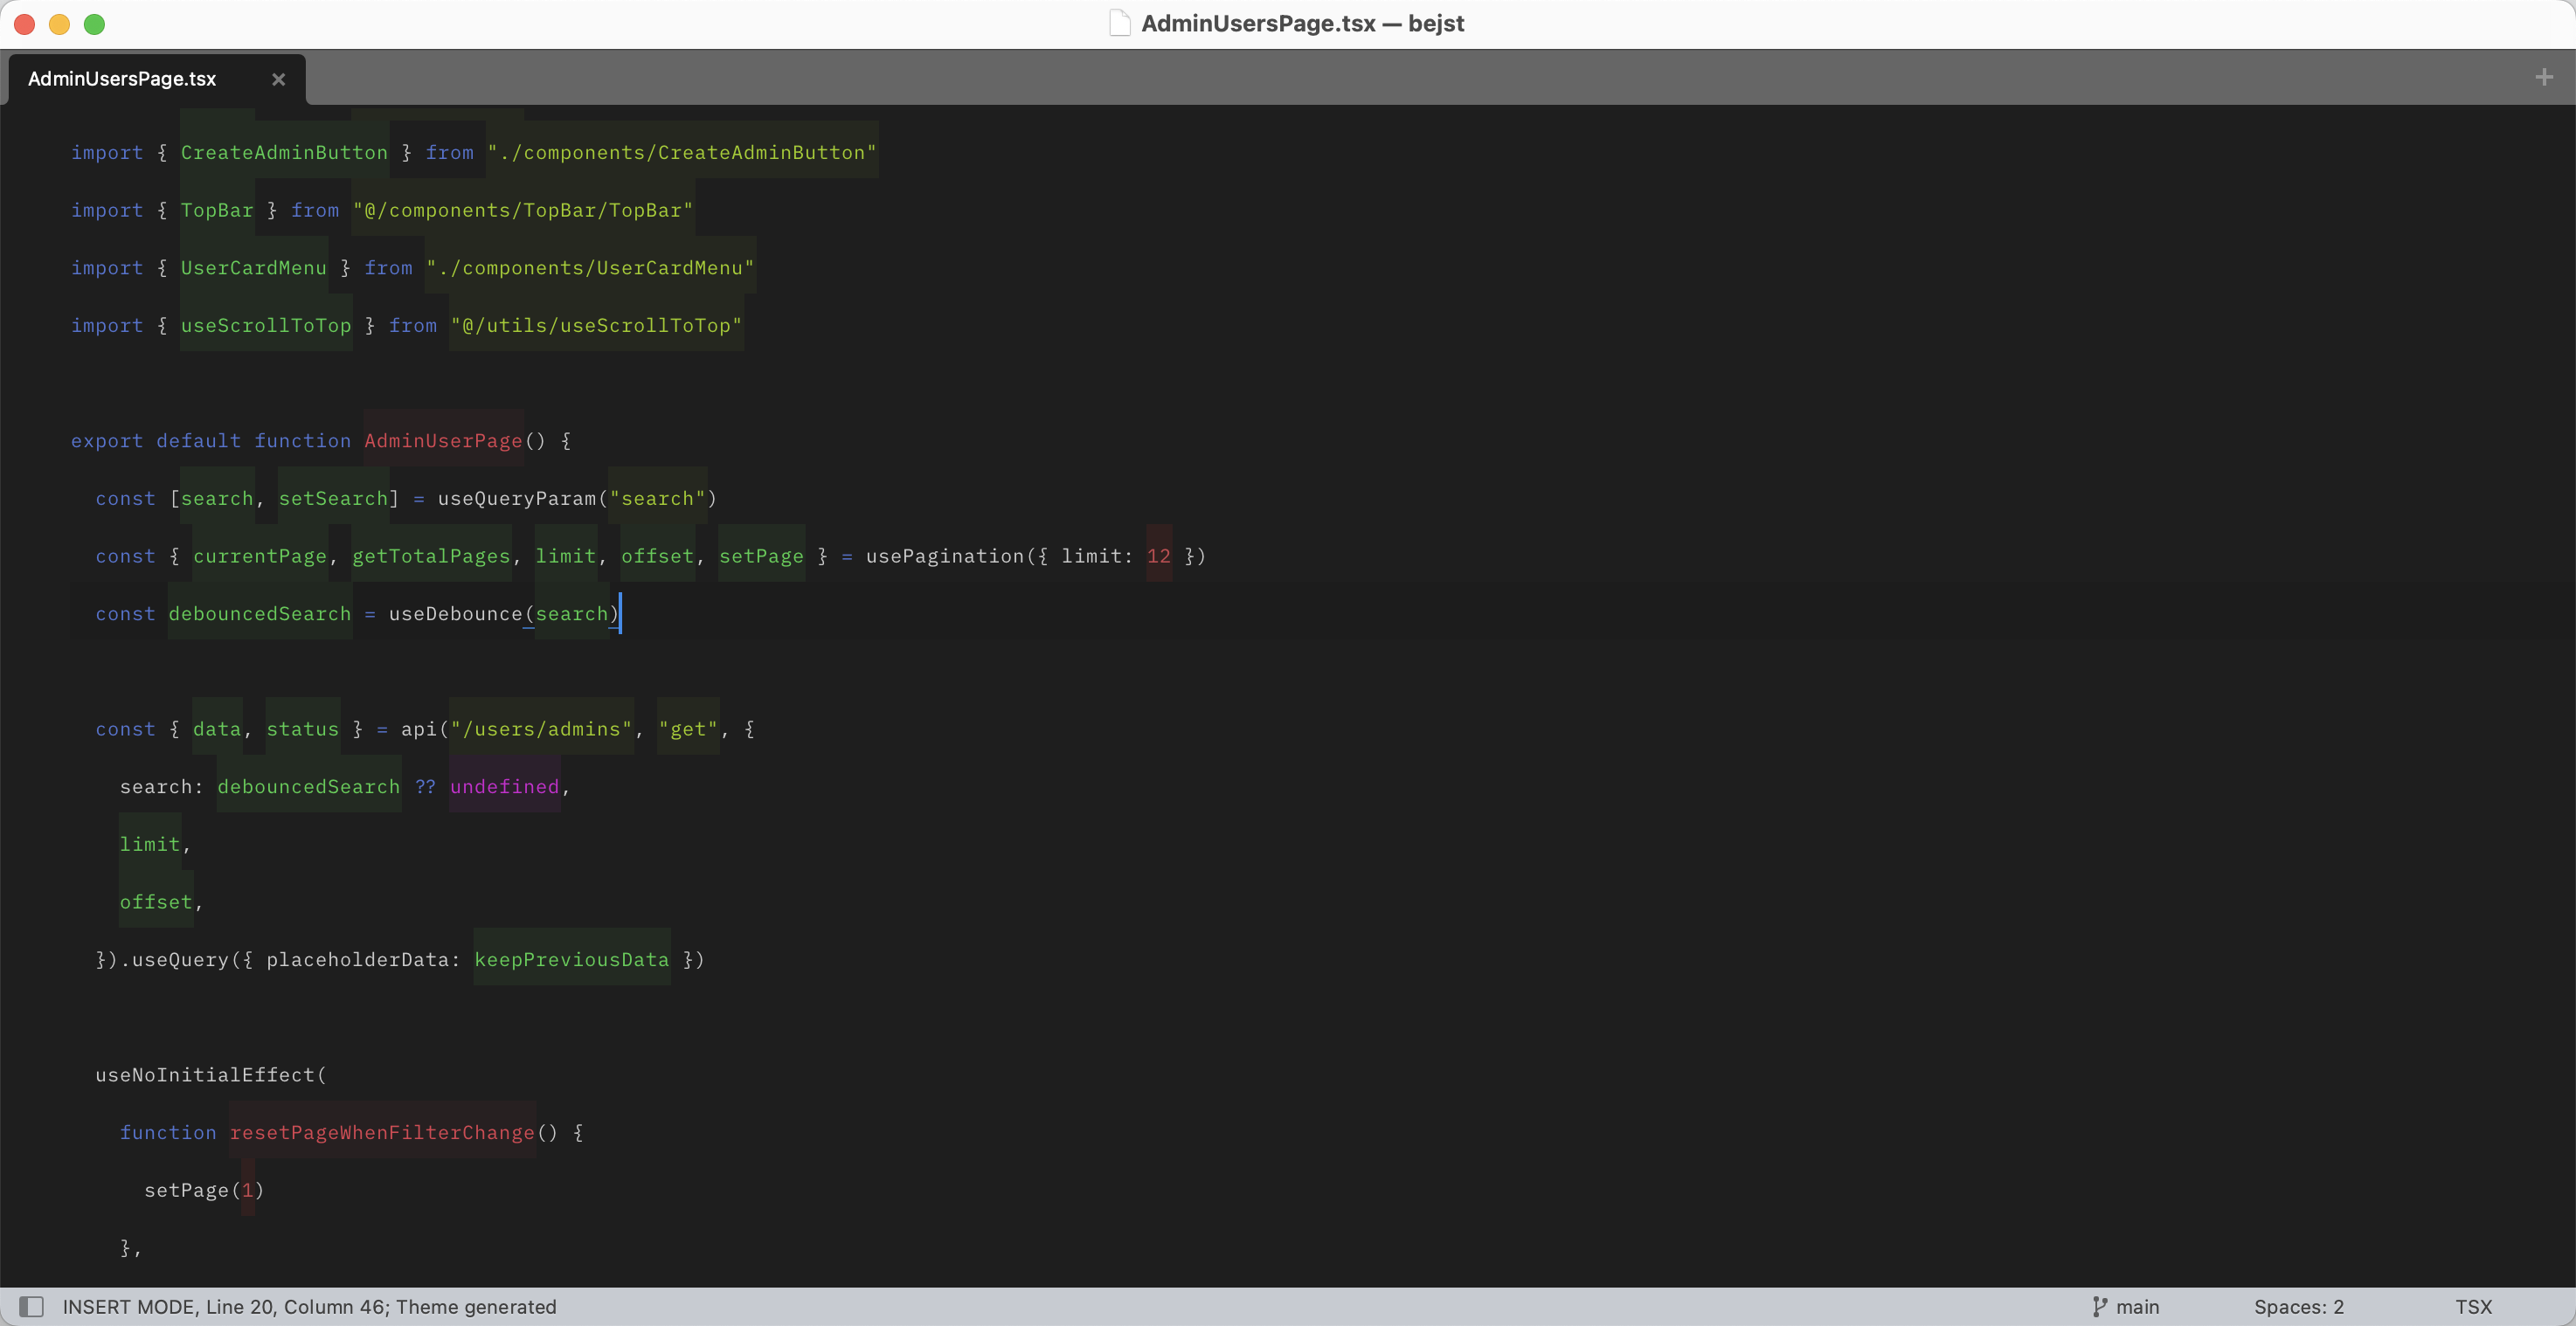 AdminUsersPage.tsx — bejst
AdminUsersPage.tsx
import { CreateAdminButton } from "./components/CreateAdminButton"
import { TopBar } from "@/components/TopBar/TopBar"
import { UserCardMenu } from "./components/UserCardMenu"
import { useScrollToTop } from "@/utils/useScrollToTop"
export default function AdminUserPage() {
const [search, setSearch] = useQueryParam("search")
const { currentPage, getTotalPages, limit, offset, setPage } = usePagination({ limit: 12 })
const debouncedSearch = useDebounce(search)
const { data, status } = api("/users/admins", "get", {
search: debouncedSearch ?? undefined,
limit,
offset,
}).useQuery({ placeholderData: keepPreviousData })
useNoInitialEffect(
function resetPageWhenFilterChange() {
setPage(1)
},
INSERT MODE, Line 20, Column 46; Theme generated
main
Spaces: 2
TSX